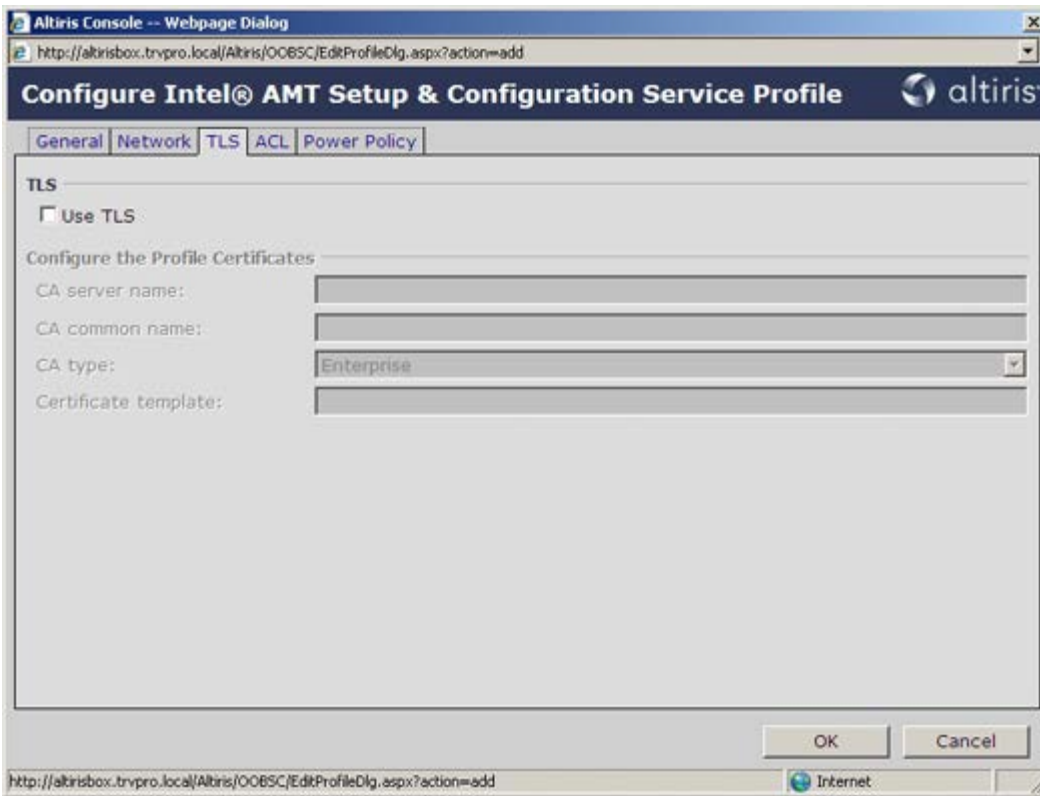 Altiris Console -- Webpage Dialog
http://altirisbox.trvpro.local/Altiris/OOBSC/EditProfileDlg.aspx?action=add
Configure Intel® AMT Setup & Configuration Service Profile altiris
General Network TLS ACL Power Policy
TLS
Use TLS
Configure the Profile Certificates
CA server name:
CA common name:
CA type: Enterprise
Certificate template:
OK Cancel
http://altirisbox.trvpro.local/Altiris/OOBSC/EditProfileDlg.aspx?action=add Internet